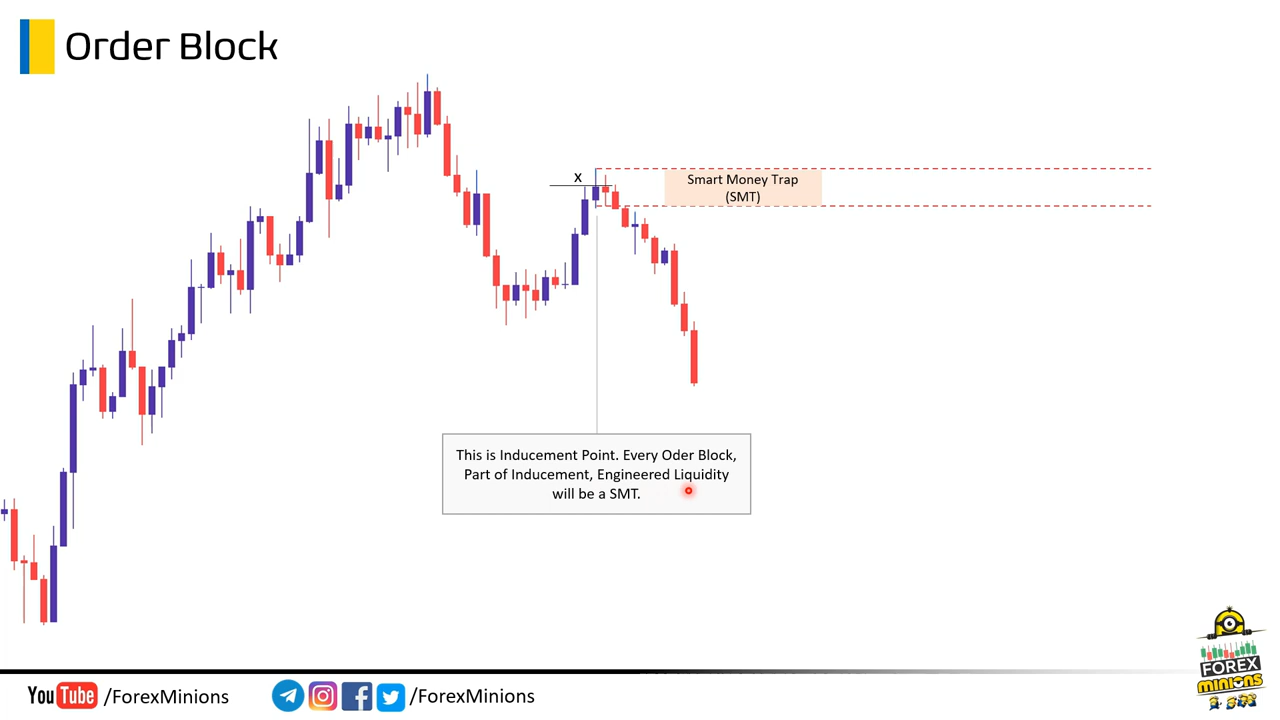 Order Block
x
Smart Money Trap
(SMT)
This is Inducement Point. Every Oder Block,
Part of Inducement, Engineered Liquidity
will be a SMT.
YouTube /ForexMinions
/ForexMinions
FOREX
MINIONS